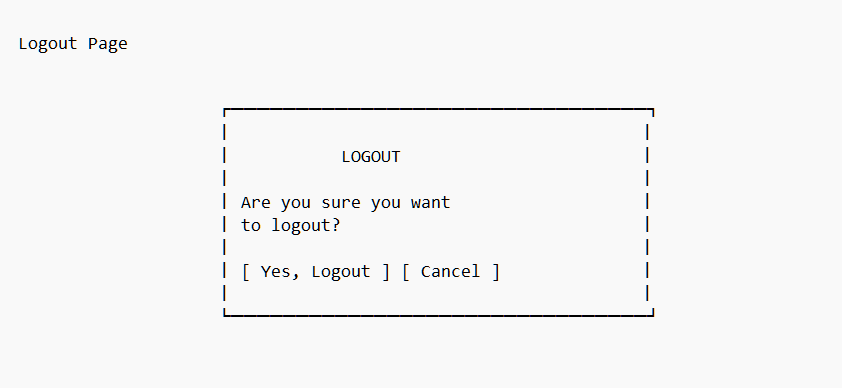 Logout Page
LOGOUT
Are you sure you want
to logout?
[ Yes, Logout ] [ Cancel ]